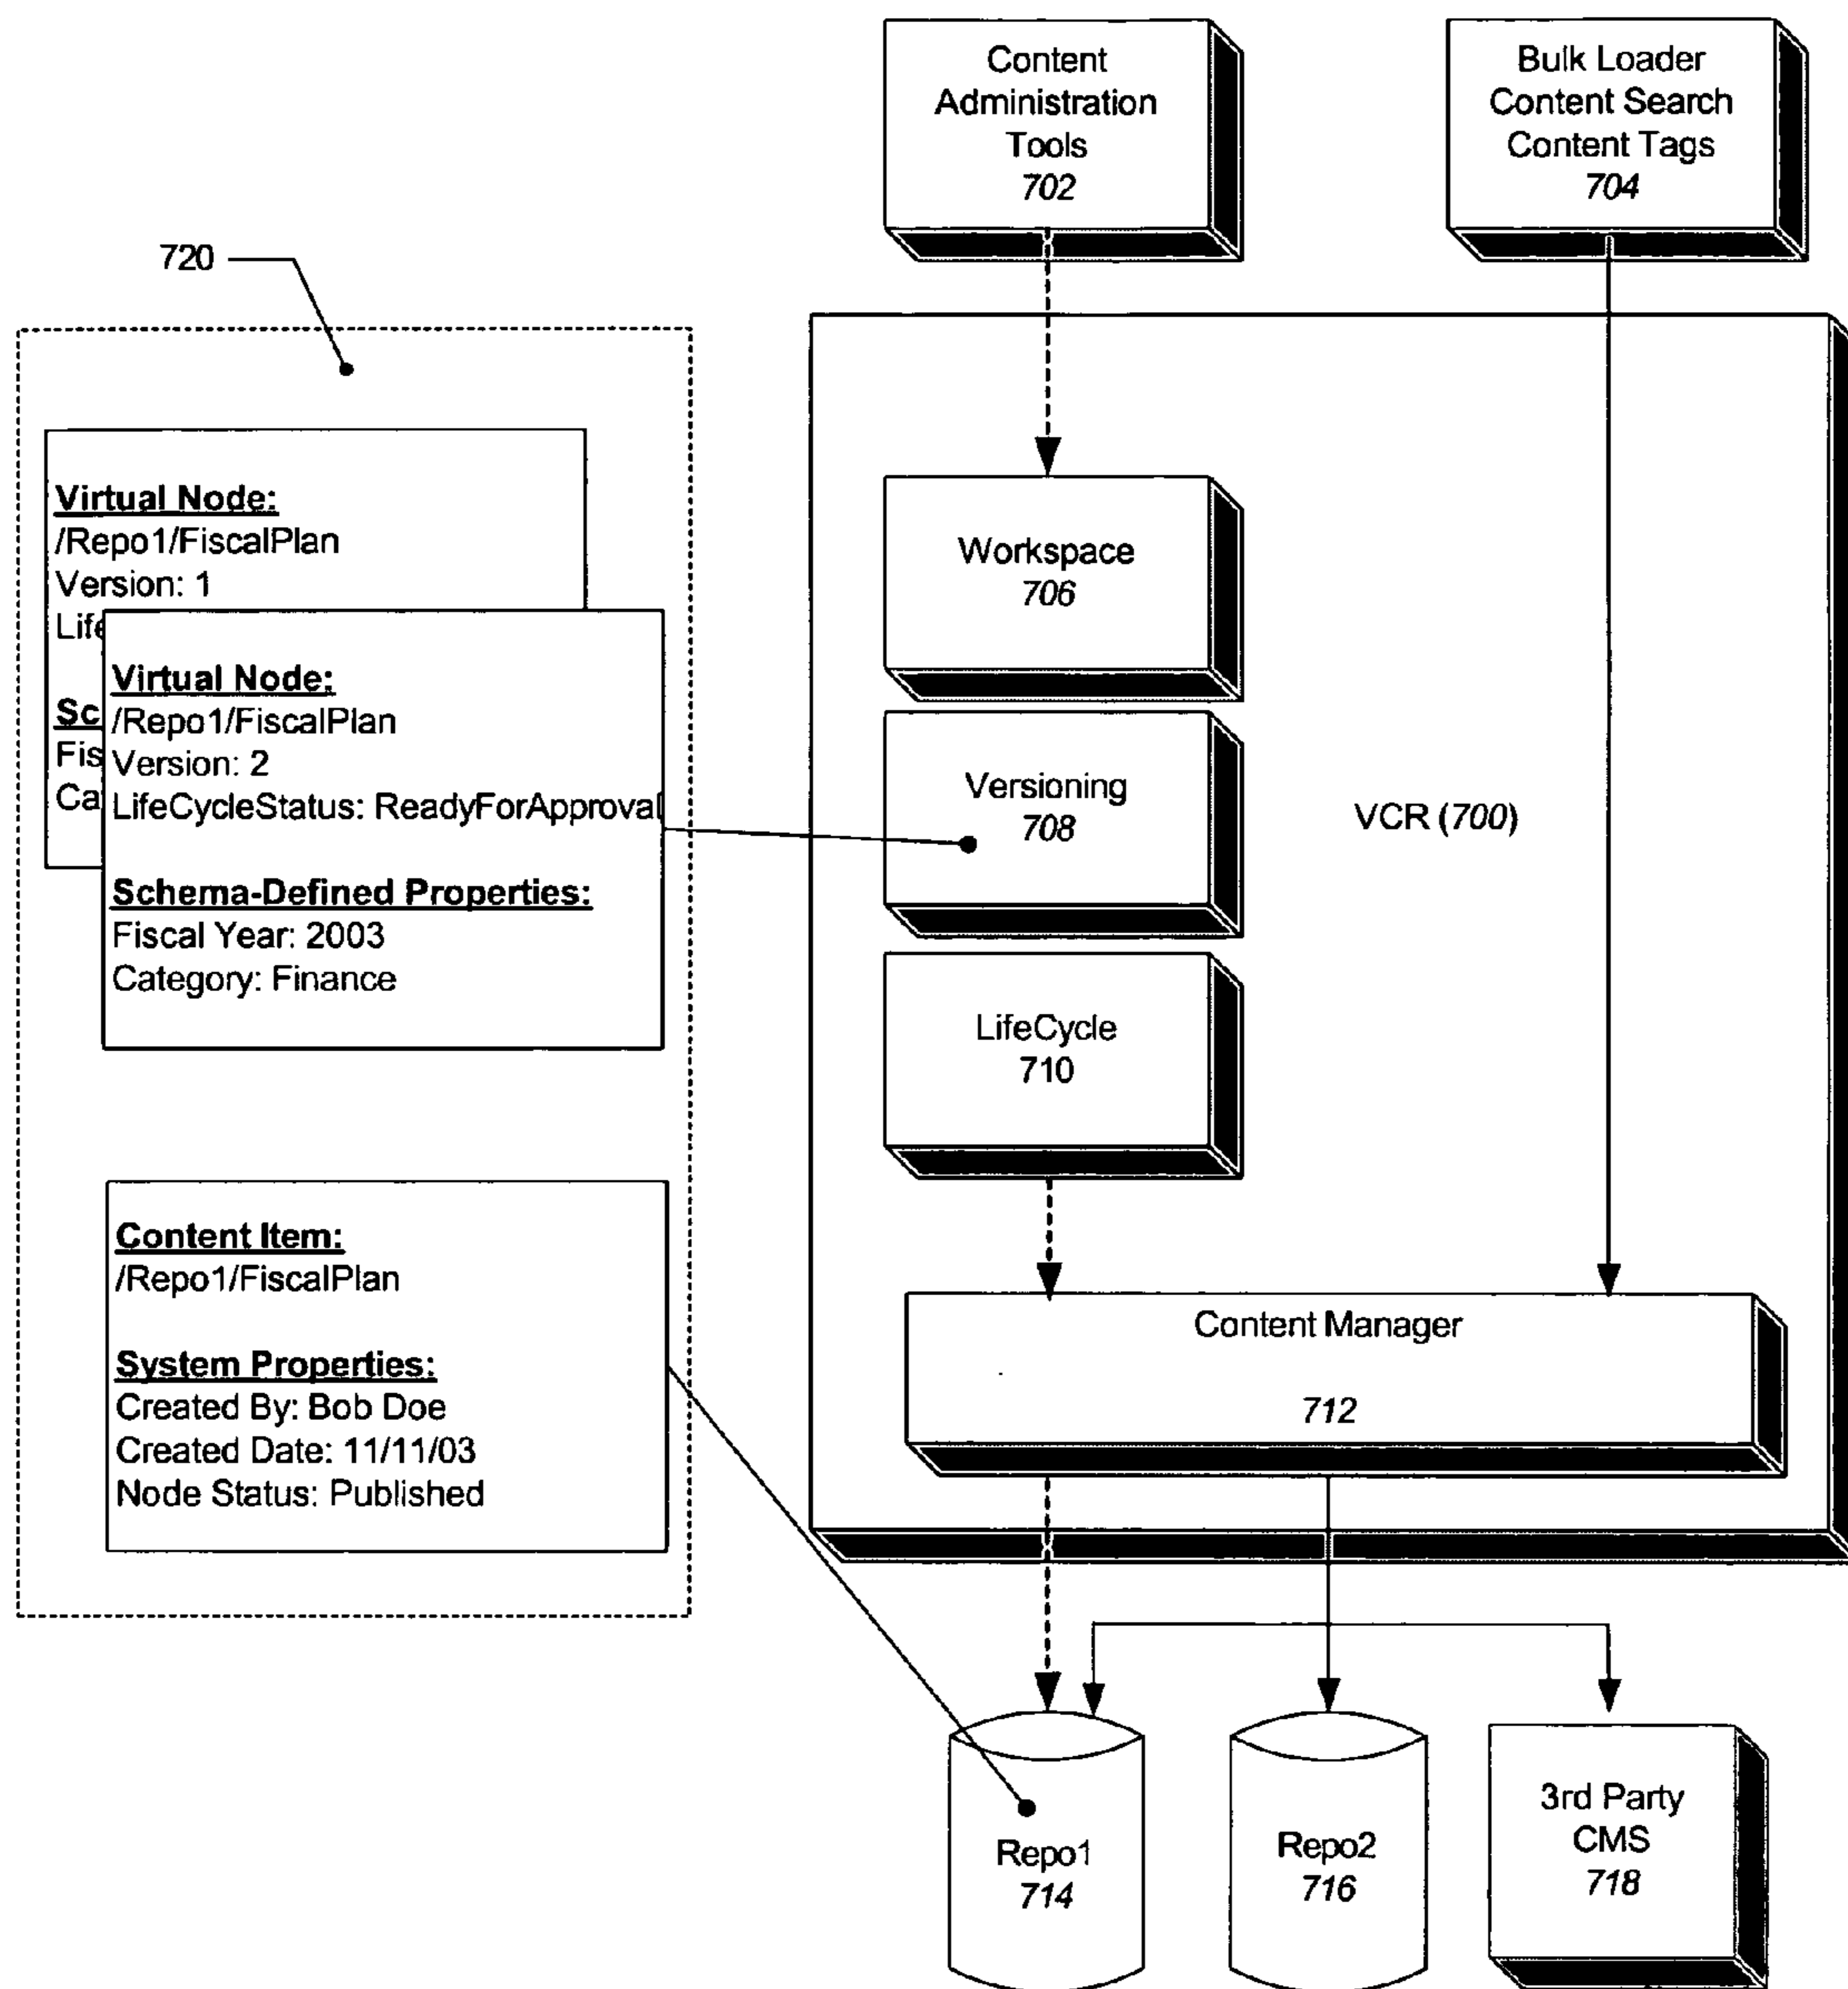 Content
Administration
Tools
702
Bulk Loader
Content Search
Content Tags
704
720
Virtual Node:
/Repo1/FiscalPlan
Version: 1
Life
Sc
Fis
Ca
Virtual Node:
/Repo1/FiscalPlan
Version: 2
LifeCycleStatus: ReadyForApproval
Schema-Defined Properties:
Fiscal Year: 2003
Category: Finance
Content Item:
/Repo1/FiscalPlan
System Properties:
Created By: Bob Doe
Created Date: 11/11/03
Node Status: Published
Workspace
706
Versioning
708
VCR (700)
LifeCycle
710
Content Manager
712
Repo1
714
Repo2
716
3rd Party
CMS
718